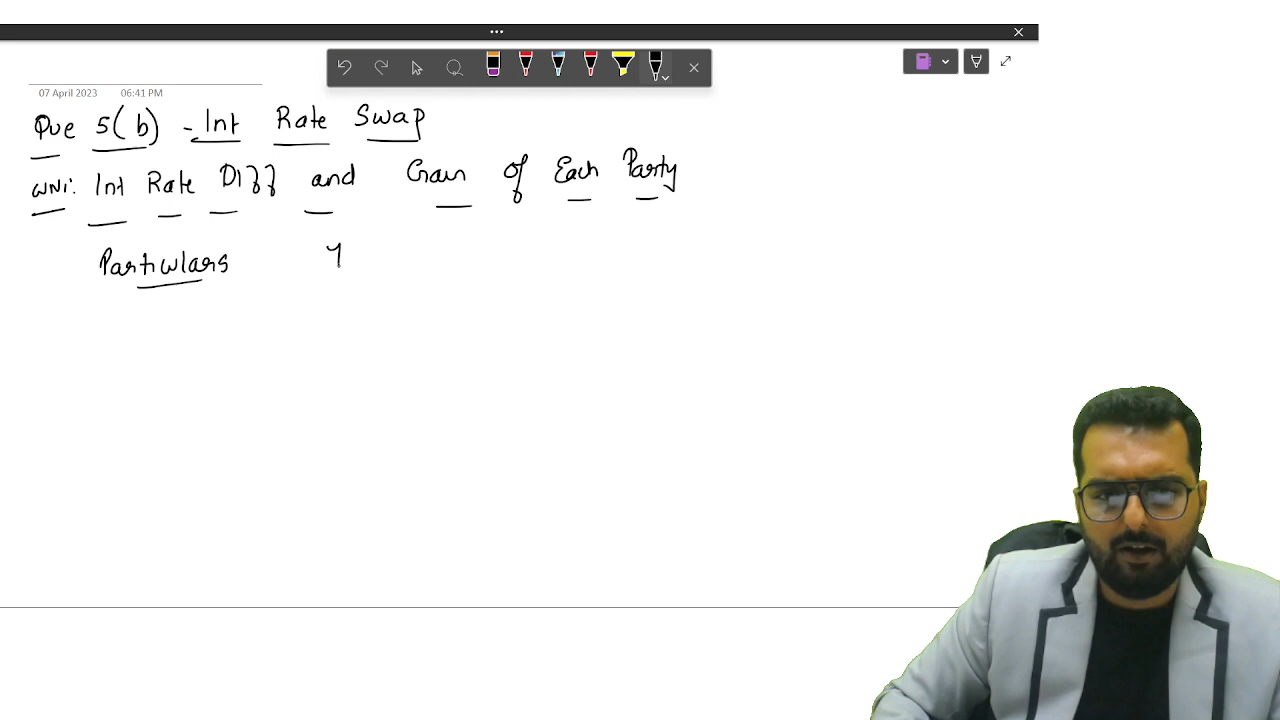 07 April 2023 06:41 PM
Que 5(b) - Int Rate Swap
WN1: Int Rate Diff and Gain of Each Party
Particulars Y